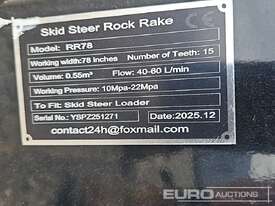 Skid Steer Rock Rake
Model: RR78
Working width:78 inches Number of Teeth: 15
Volume: 0.55m³ Flow: 40-60 L/min
Working Pressure: 10Mpa-22Mpa
To Fit: Skid Steer Loader
Serial No.: YSPZ251271 Date:2025.12
contact24h@foxmail.com
EURO AUCTIONS